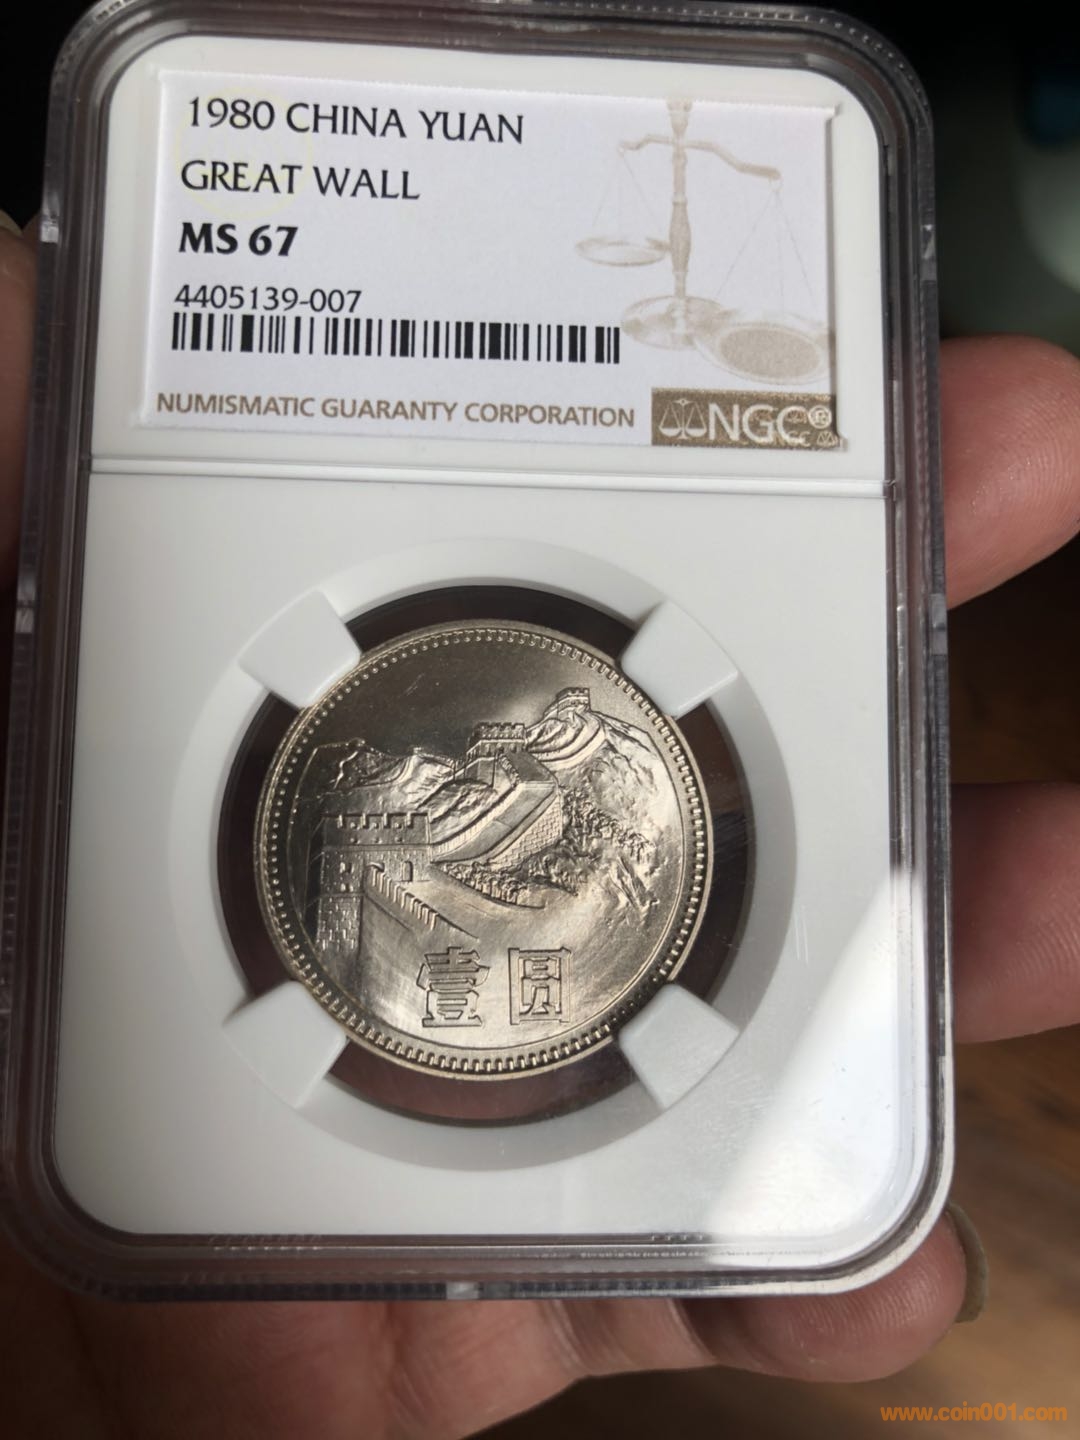 1980 CHINA YUAN
GREAT WALL
MS 67
4405139-007
NUMISMATIC GUARANTY CORPORATION
NGC®
壹圆
www.coin001.com